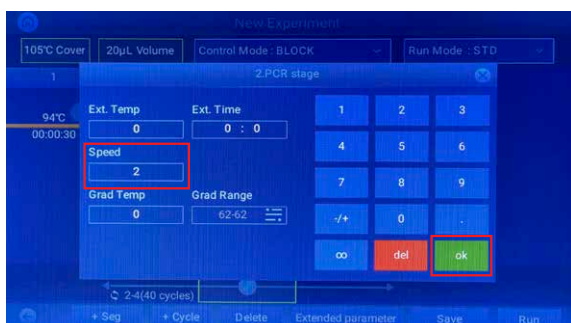 New Experiment
105℃ Cover
20μL Volume
Control Mode : BLOCK
Run Mode : STD
1
2.PCR stage
94℃
00:00:30
Ext. Temp
Ext. Time
0
0 : 0
Speed
2
Grad Temp
Grad Range
0
62-62
1
2
3
4
5
6
7
8
9
-/+
0
.
∞
del
ok
2-4(40 cycles)
+ Seg
+ Cycle
Delete
Extended parameter
Save
Run